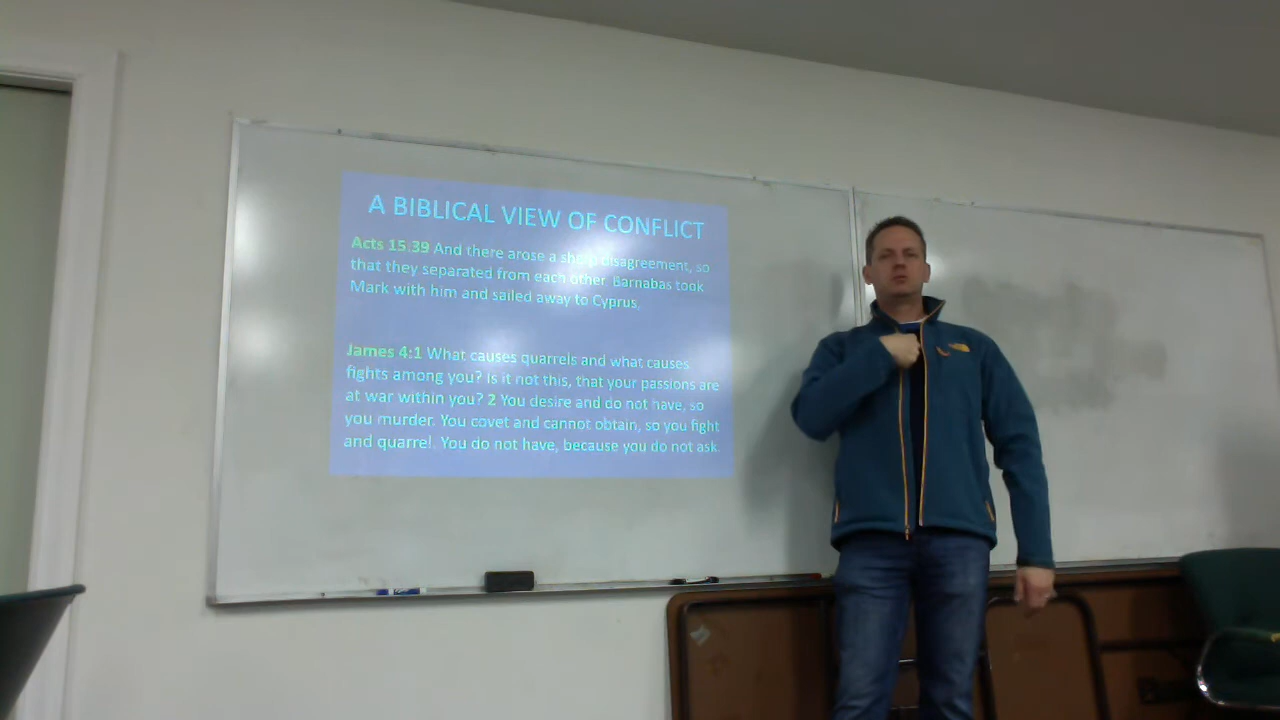 A BIBLICAL VIEW OF CONFLICT
Acts 15:39 And there arose a sharp disagreement, so
that they separated from each other. Barnabas took
Mark with him and sailed away to Cyprus,
James 4:1 What causes quarrels and what causes
fights among you? Is it not this, that your passions are
at war within you? 2 You desire and do not have, so
you murder. You covet and cannot obtain, so you fight
and quarrel. You do not have, because you do not ask.